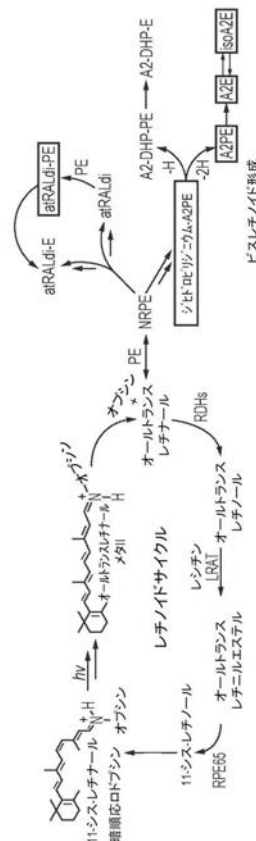 11-シス-レチナール
暗順応ロドプシン
N-H
+
オプシン
hν
オプシン
N
+
H
オールトランスレチナール
メタII
オプシン
+
オールトランス
レチナール
RDHs
オールトランス
レチノール
レシチン
LRAT
オールトランス
レチニルエステル
RPE65
11-シス-レチノール
レチノイドサイクル
PE
NRPE
atRALdi
PE
atRALdi-PE
atRALdi-E
ジヒドロピリジニウム-A2PE
-H
A2-DHP-PE
A2-DHP-E
-2H
A2PE
A2E
isoA2E
ビスレチノイド形成